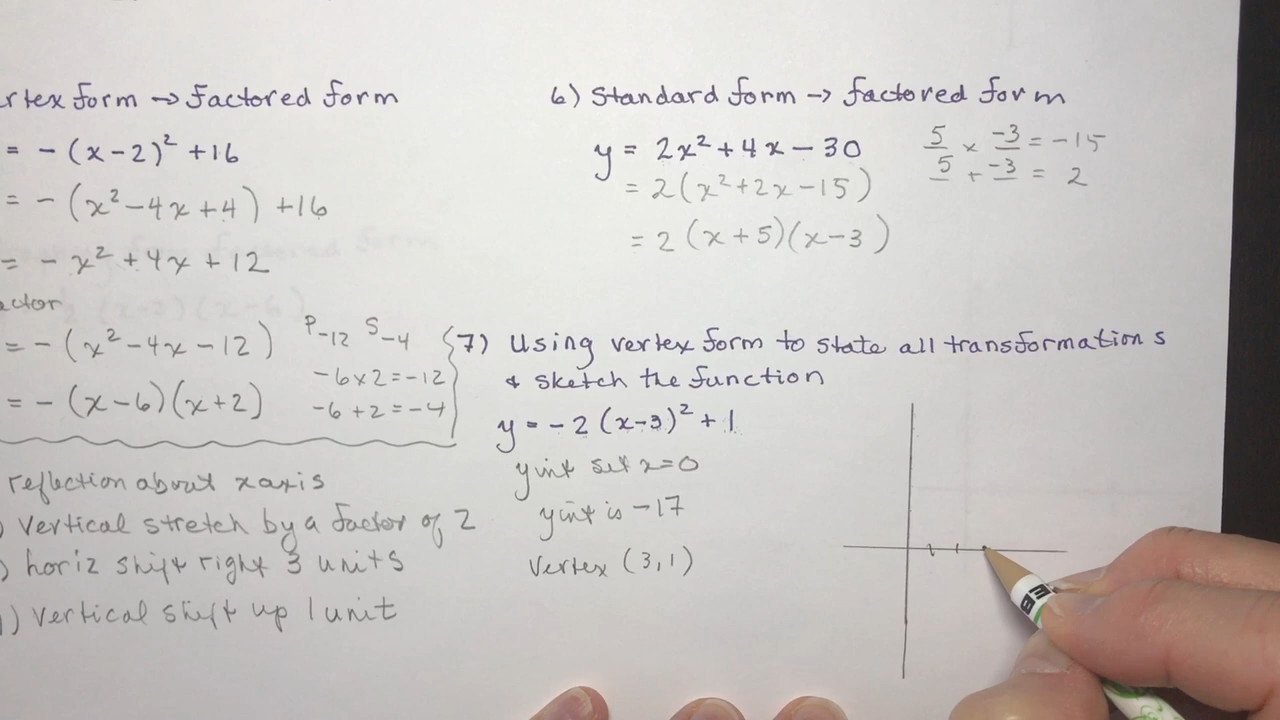 rtex form → factored form
= - (x-2)² +16
= - (x²-4x+4) +16
= - x² + 4x + 12
actor
= - (x²-4x-12) P -12 S -4
-6x2=-12
= - (x-6)(x+2) -6+2=-4
reflection about x axis
) vertical stretch by a factor of 2
) horiz shift right 3 units
) vertical shift up 1 unit
6) Standard form → factored form
y = 2x² + 4x - 30 5 x -3 = -15
= 2(x²+2x-15) 5 + -3 = 2
= 2 (x+5)(x-3)
7) Using vertex form to state all transformations
+ sketch the function
y = -2 (x-3)² + 1
y int set x=0
y int is -17
Vertex (3,1)